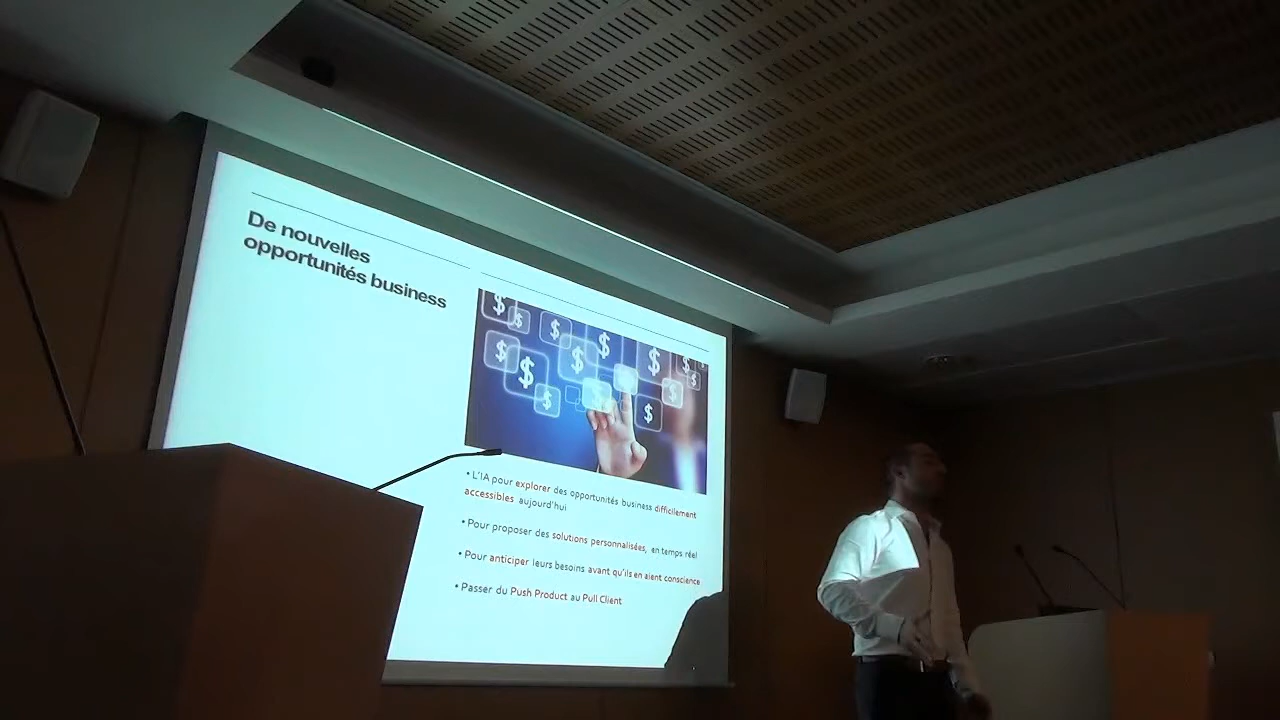 De nouvelles
opportunités business
$ $ $ $ $ $ $ $ $ $ $ $ $ $
• L'IA pour explorer des opportunités business difficilement
accessibles aujourd'hui
• Pour proposer des solutions personnalisées, en temps réel
• Pour anticiper leurs besoins avant qu'ils en aient conscience
• Passer du Push Product au Pull Client